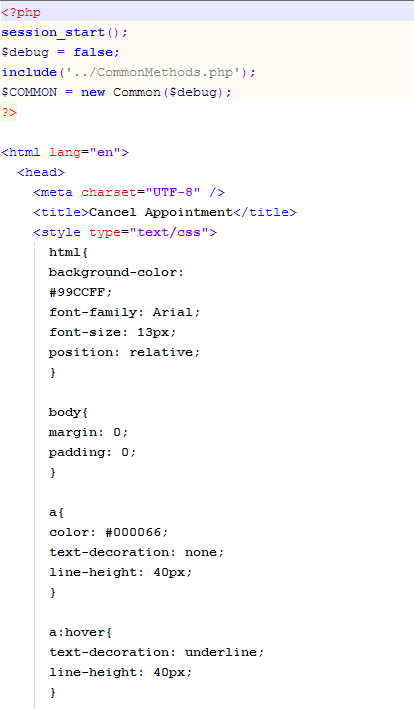 <?php
session_start();
$debug = false;
include('../CommonMethods.php');
$COMMON = new Common($debug);
?>

<html lang="en">
  <head>
    <meta charset="UTF-8" />
    <title>Cancel Appointment</title>
    <style type="text/css">
      html{
      background-color:
      #99CCFF;
      font-family: Arial;
      font-size: 13px;
      position: relative;
      }

      body{
      margin: 0;
      padding: 0;
      }

      a{
      color: #000066;
      text-decoration: none;
      line-height: 40px;
      }

      a:hover{
      text-decoration: underline;
      line-height: 40px;
      }